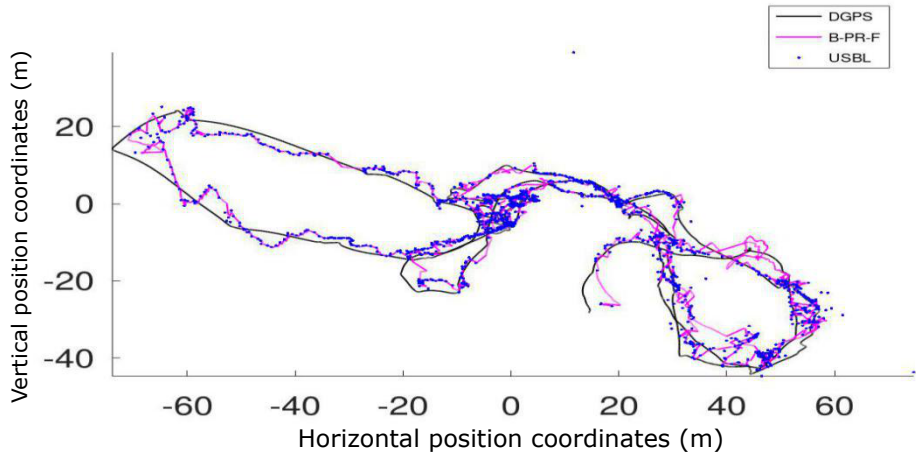 DGPS
B-PR-F
USBL
Vertical position coordinates (m)
20
0
-20
-40
-60 -40 -20 0 20 40 60
Horizontal position coordinates (m)